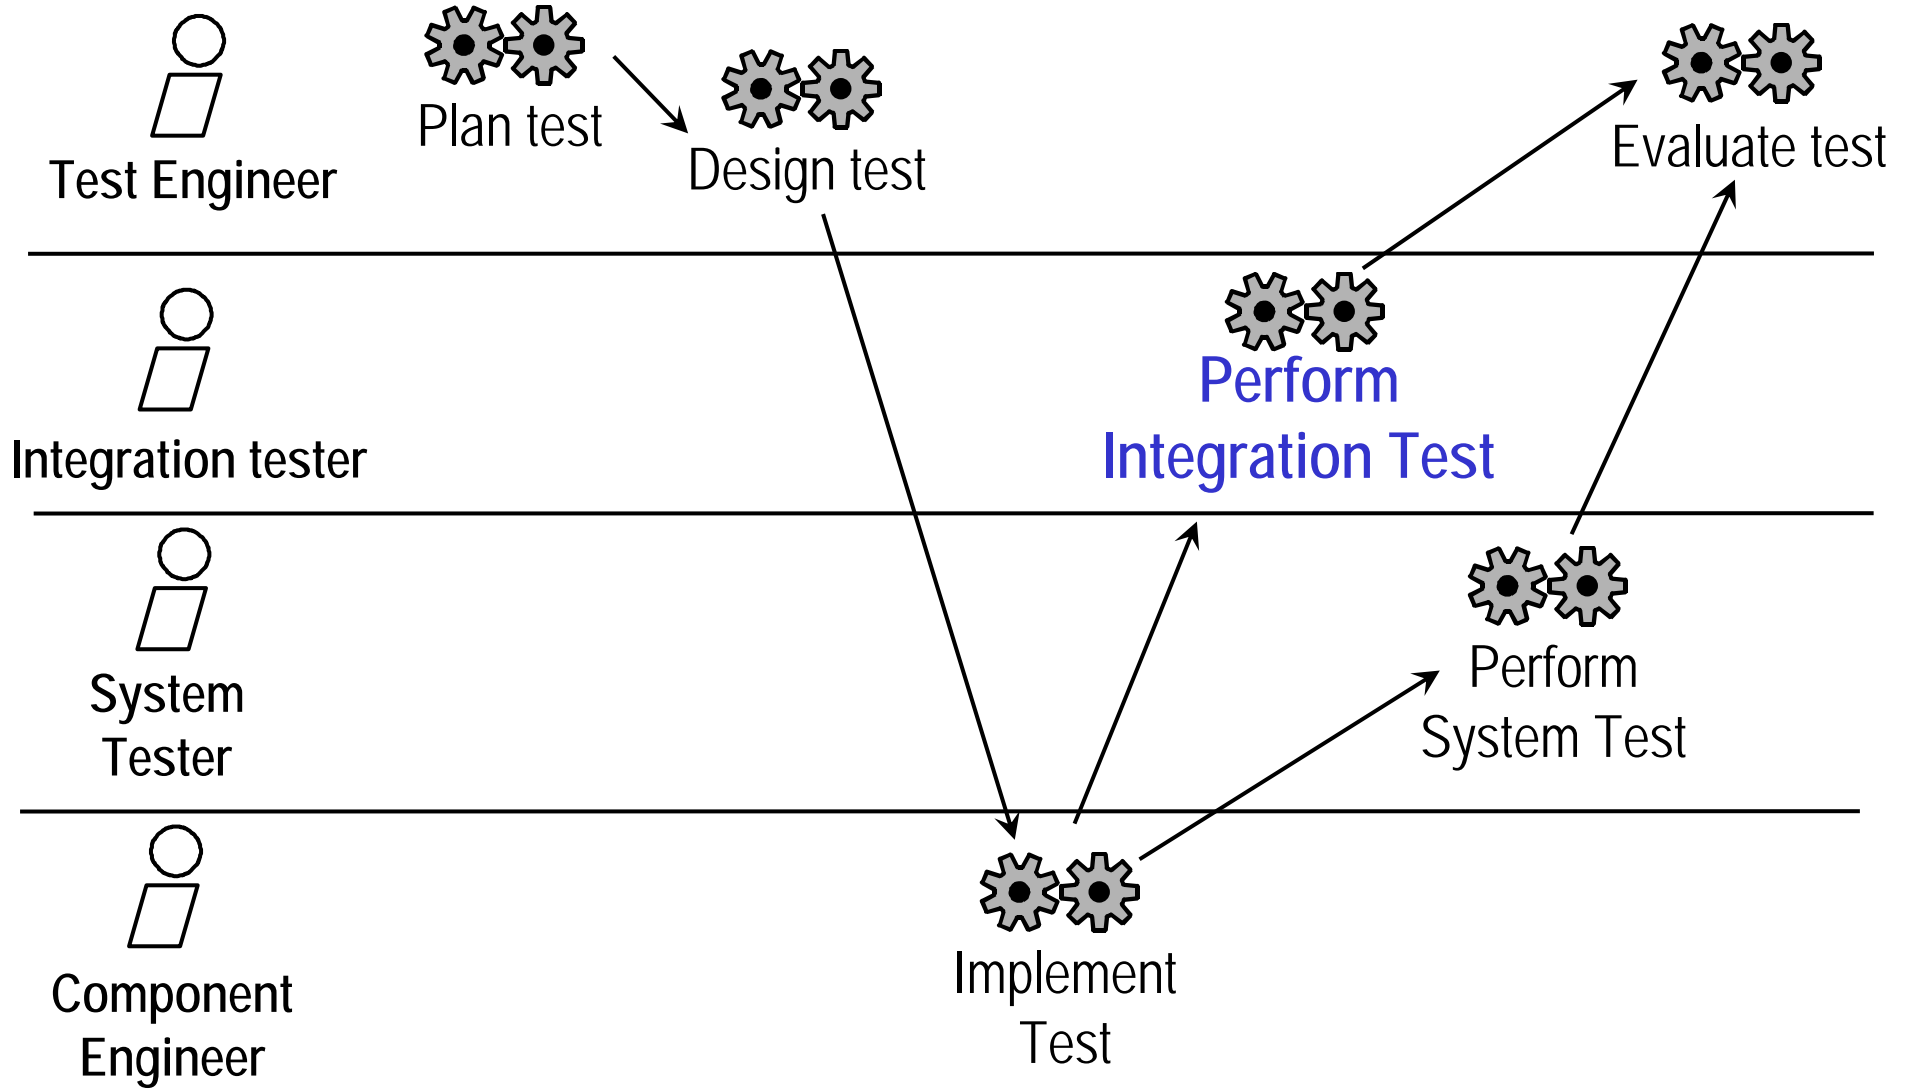 Plan test
Design test
Evaluate test
Test Engineer
Perform
Integration Test
Integration tester
System
Tester
Perform
System Test
Component
Engineer
Implement
Test